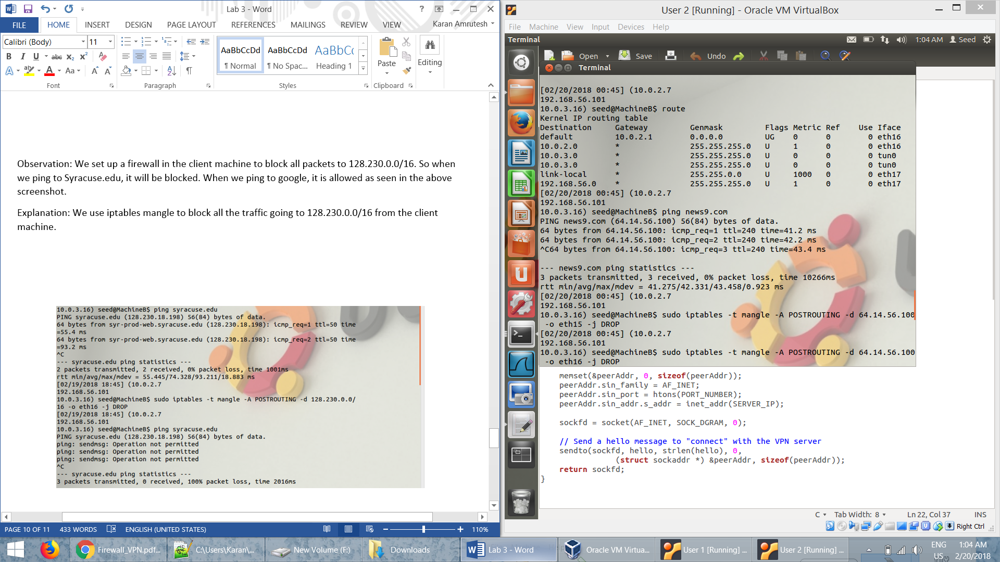 Lab 3 - Word
FILE HOME INSERT DESIGN PAGE LAYOUT REFERENCES MAILINGS REVIEW VIEW Karan Amrutesh
Calibri (Body) 11
AaBbCcDd AaBbCcDd AaBbCc
¶ Normal ¶ No Spac... Heading 1
Paste Editing
Font Paragraph Styles Clipboard
Observation: We set up a firewall in the client machine to block all packets to 128.230.0.0/16. So when
we ping to Syracuse.edu, it will be blocked. When we ping to google, it is allowed as seen in the above
screenshot.
Explanation: We use iptables mangle to block all the traffic going to 128.230.0.0/16 from the client
machine.
10.0.3.16) seed@MachineB$ ping syracuse.edu
PING syracuse.edu (128.230.18.198) 56(84) bytes of data.
64 bytes from syr-prod-web.syracuse.edu (128.230.18.198): icmp_req=1 ttl=50 time
=55.4 ms
64 bytes from syr-prod-web.syracuse.edu (128.230.18.198): icmp_req=2 ttl=50 time
=93.2 ms
^C
--- syracuse.edu ping statistics ---
2 packets transmitted, 2 received, 0% packet loss, time 1001ms
rtt min/avg/max/mdev = 55.445/74.328/93.211/18.883 ms
[02/19/2018 18:45] (10.0.2.7
192.168.56.101
10.0.3.16) seed@MachineB$ sudo iptables -t mangle -A POSTROUTING -d 128.230.0.0/
16 -o eth16 -j DROP
[02/19/2018 18:45] (10.0.2.7
192.168.56.101
10.0.3.16) seed@MachineB$ ping syracuse.edu
PING syracuse.edu (128.230.18.198) 56(84) bytes of data.
ping: sendmsg: Operation not permitted
ping: sendmsg: Operation not permitted
ping: sendmsg: Operation not permitted
^C
--- syracuse.edu ping statistics ---
3 packets transmitted, 0 received, 100% packet loss, time 2016ms
PAGE 10 OF 11 433 WORDS ENGLISH (UNITED STATES) 110%
User 2 [Running] - Oracle VM VirtualBox
File Machine View Input Devices Help
Terminal 1:04 AM Seed
Open Save Undo
Terminal
[02/20/2018 00:45] (10.0.2.7
192.168.56.101
10.0.3.16) seed@MachineB$ route
Kernel IP routing table
Destination Gateway Genmask Flags Metric Ref Use Iface
default 10.0.2.1 0.0.0.0 UG 0 0 0 eth16
10.0.2.0 * 255.255.255.0 U 1 0 0 eth16
10.0.3.0 * 255.255.255.0 U 0 0 0 tun0
10.0.3.0 * 255.255.255.0 U 0 0 0 tun0
link-local * 255.255.0.0 U 1000 0 0 eth17
192.168.56.0 * 255.255.255.0 U 1 0 0 eth17
[02/20/2018 00:45] (10.0.2.7
192.168.56.101
10.0.3.16) seed@MachineB$ ping news9.com
PING news9.com (64.14.56.100) 56(84) bytes of data.
64 bytes from 64.14.56.100: icmp_req=1 ttl=240 time=41.2 ms
64 bytes from 64.14.56.100: icmp_req=2 ttl=240 time=42.2 ms
^C64 bytes from 64.14.56.100: icmp_req=3 ttl=240 time=43.4 ms
--- news9.com ping statistics ---
3 packets transmitted, 3 received, 0% packet loss, time 10266ms
rtt min/avg/max/mdev = 41.275/42.331/43.458/0.923 ms
[02/20/2018 00:45] (10.0.2.7
192.168.56.101
10.0.3.16) seed@MachineB$ sudo iptables -t mangle -A POSTROUTING -d 64.14.56.100
-o eth15 -j DROP
[02/20/2018 00:45] (10.0.2.7
192.168.56.101
10.0.3.16) seed@MachineB$ sudo iptables -t mangle -A POSTROUTING -d 64.14.56.100
-o eth16 -j DROP
memset(&peerAddr, 0, sizeof(peerAddr));
peerAddr.sin_family = AF_INET;
peerAddr.sin_port = htons(PORT_NUMBER);
peerAddr.sin_addr.s_addr = inet_addr(SERVER_IP);
sockfd = socket(AF_INET, SOCK_DGRAM, 0);
// Send a hello message to "connect" with the VPN server
sendto(sockfd, hello, strlen(hello), 0,
(struct sockaddr *) &peerAddr, sizeof(peerAddr));
return sockfd;
}
C Tab Width: 8 Ln 22, Col 37 INS
Right Ctrl
Firewall_VPN.pdf... C:\Users\Karan\... New Volume (F:) Downloads Lab 3 - Word Oracle VM Virtua... User 1 [Running] ... User 2 [Running] ...
ENG 1:04 AM
US 2/20/2018